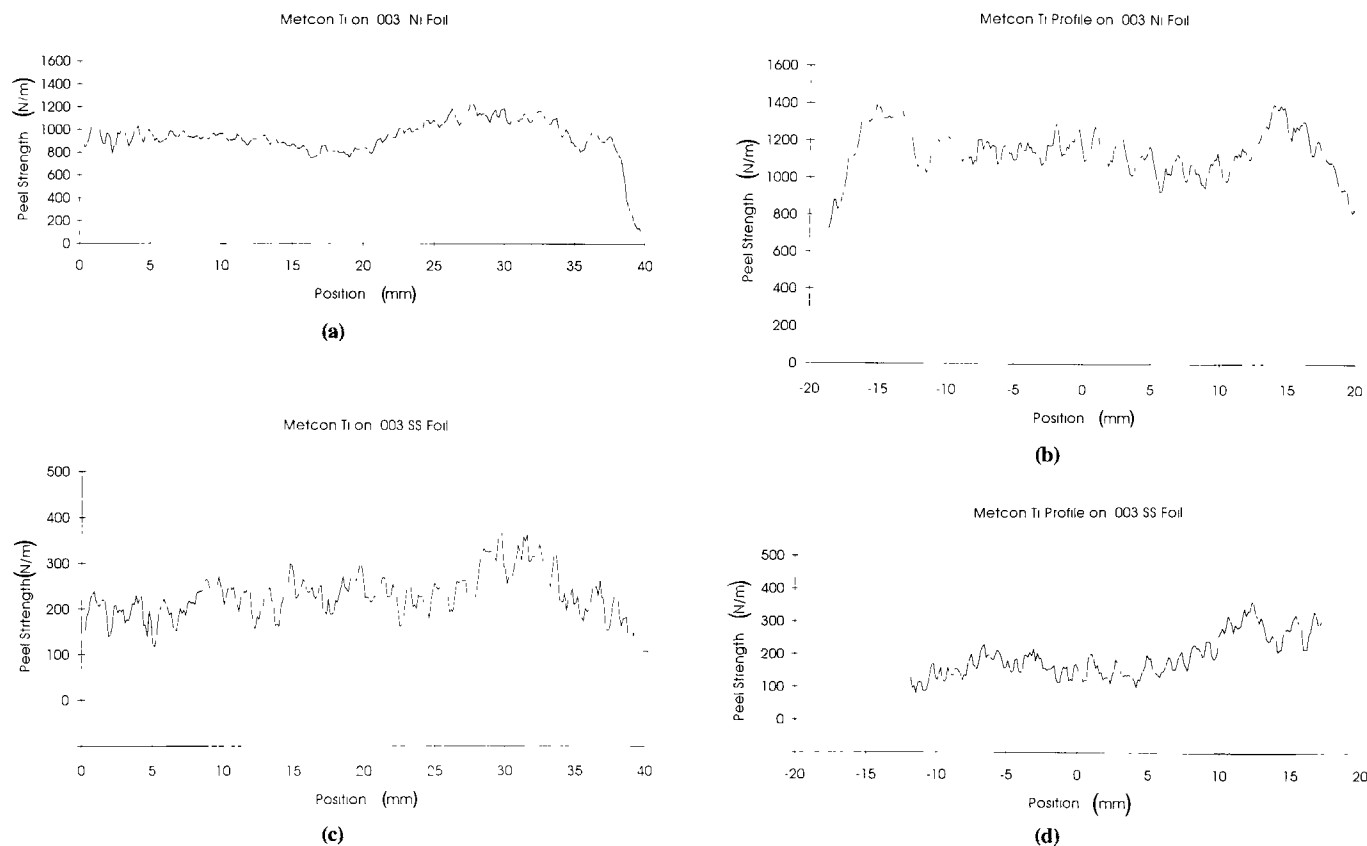 Metcon Ti on 003 Ni Foil
1600
1400
1200
1000
800
600
400
200
0
Peel Strength (N/m)
0 5 10 15 20 25 30 35 40
Position (mm)
(a)
Metcon Ti Profile on 003 Ni Foil
1600
1400
1200
1000
800
600
400
200
0
Peel Strength (N/m)
-20 -15 -10 -5 0 5 10 15 20
Position (mm)
(b)
Metcon Ti on 003 SS Foil
500
400
300
200
100
0
Peel Strtength (N/m)
0 5 10 15 20 25 30 35 40
Position (mm)
(c)
Metcon Ti Profile on 003 SS Foil
500
400
300
200
100
0
Peel Strength (N/m)
-20 -15 -10 -5 0 5 10 15 20
Position (mm)
(d)